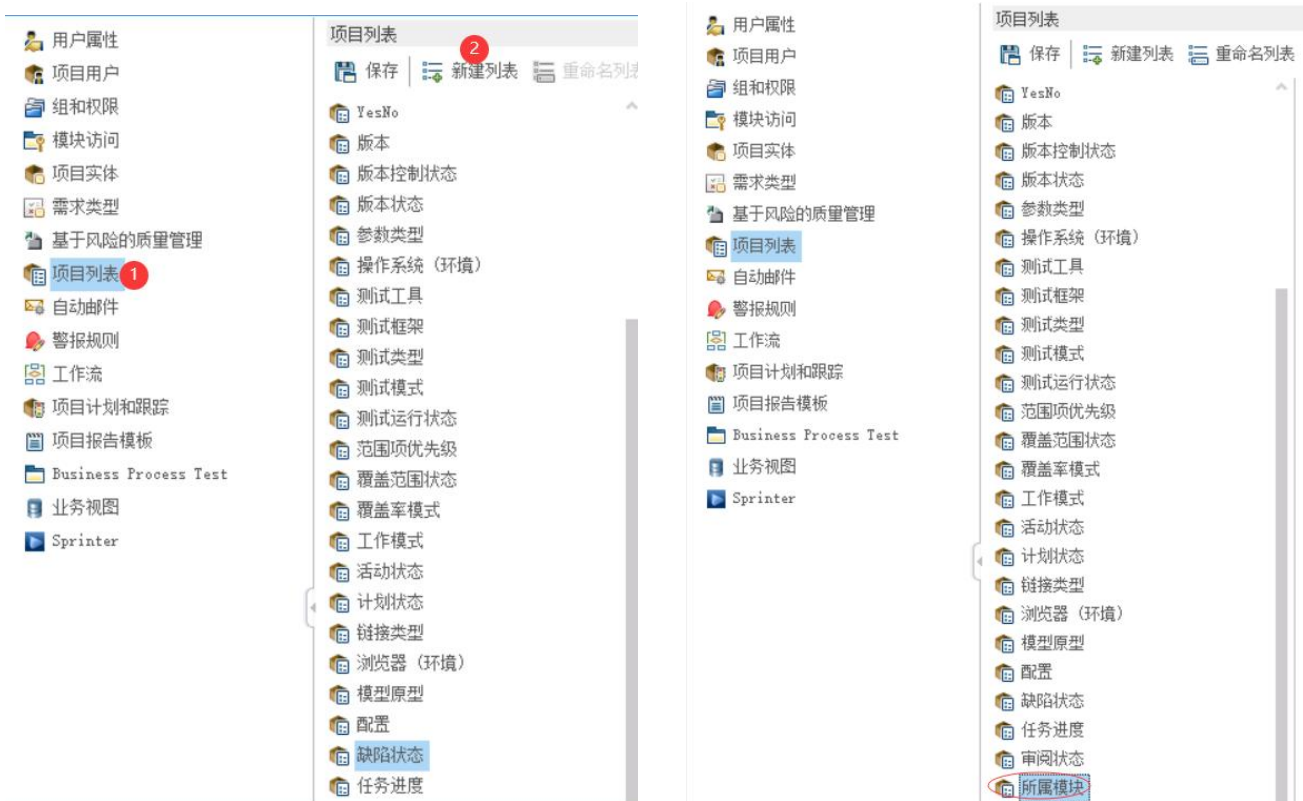 用户属性
项目用户
组和权限
模块访问
项目实体
需求类型
基于风险的质量管理
项目列表
1
自动邮件
警报规则
工作流
项目计划和跟踪
项目报告模板
Business Process Test
业务视图
Sprinter
项目列表
2
保存 新建列表 重命名列表
YesNo
版本
版本控制状态
版本状态
参数类型
操作系统（环境）
测试工具
测试框架
测试类型
测试模式
测试运行状态
范围项优先级
覆盖范围状态
覆盖率模式
工作模式
活动状态
计划状态
链接类型
浏览器（环境）
模型原型
配置
缺陷状态
任务进度
用户属性
项目用户
组和权限
模块访问
项目实体
需求类型
基于风险的质量管理
项目列表
自动邮件
警报规则
工作流
项目计划和跟踪
项目报告模板
Business Process Test
业务视图
Sprinter
项目列表
保存 新建列表 重命名列表
YesNo
版本
版本控制状态
版本状态
参数类型
操作系统（环境）
测试工具
测试框架
测试类型
测试模式
测试运行状态
范围项优先级
覆盖范围状态
覆盖率模式
工作模式
活动状态
计划状态
链接类型
浏览器（环境）
模型原型
配置
缺陷状态
任务进度
审阅状态
所属模块